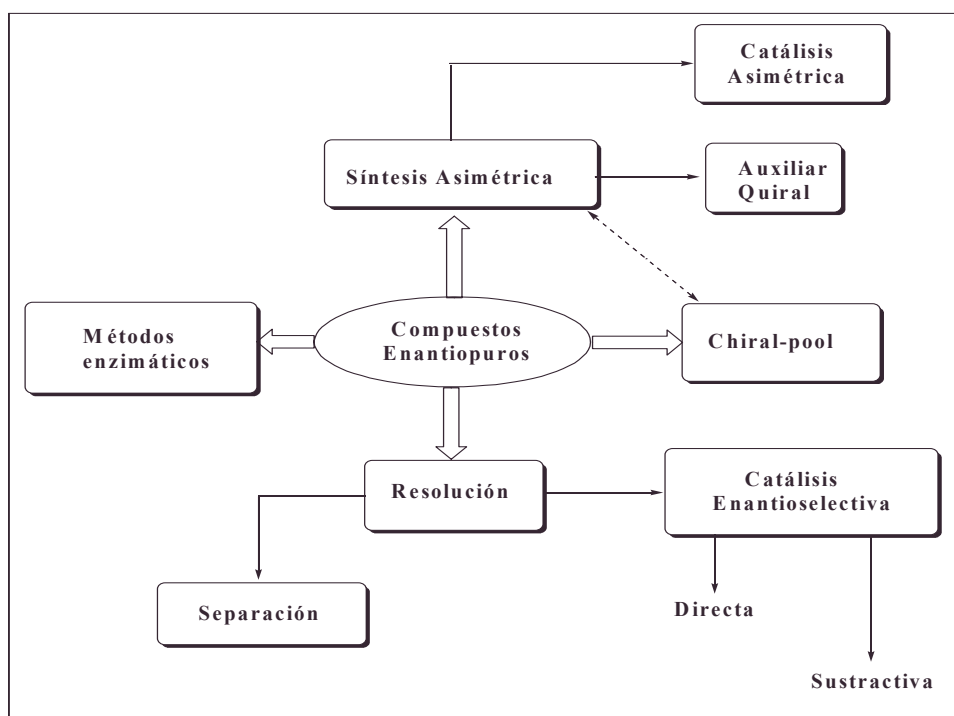 Catálisis
Asimétrica
Síntesis Asimétrica
Auxiliar
Quiral
Métodos
enzimáticos
Compuestos
Enantiopuros
Chiral-pool
Resolución
Catálisis
Enantioselectiva
Separación
Directa
Sustractiva